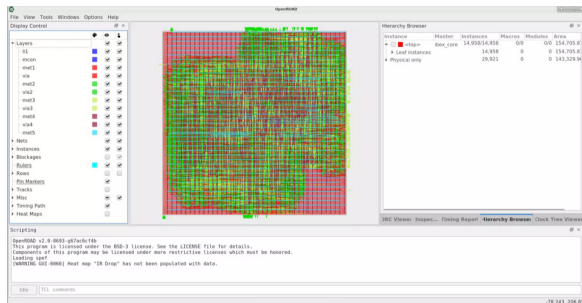 OpenROAD
File View Tools Windows Options Help
Display Control
Layers
li1
mcon
met1
via
met2
via2
met3
via3
met4
via4
met5
Nets
Instances
Blockages
Rulers
Rows
Pin Markers
Tracks
Misc
Timing Path
Heat Maps
Hierarchy Browser
Instance Master Instances Macros Modules Area
<top> ibex_core 14,958/14,958 0/0 0/0 154,705.8
Leaf instances 14,958 0 0 154,705.8
Physical only 29,921 0 0 143,329.90
DRC Viewer Inspec... Timing Report Hierarchy Browser Clock Tree Viewer
Scripting
OpenROAD v2.0-8693-g67ac6cf4b
This program is licensed under the BSD-3 license. See the LICENSE file for details.
Components of this program may be licensed under more restrictive licenses which must be honored.
Loading spef
[WARNING GUI-0066] Heat map "IR Drop" has not been populated with data.
Idle TCL commands